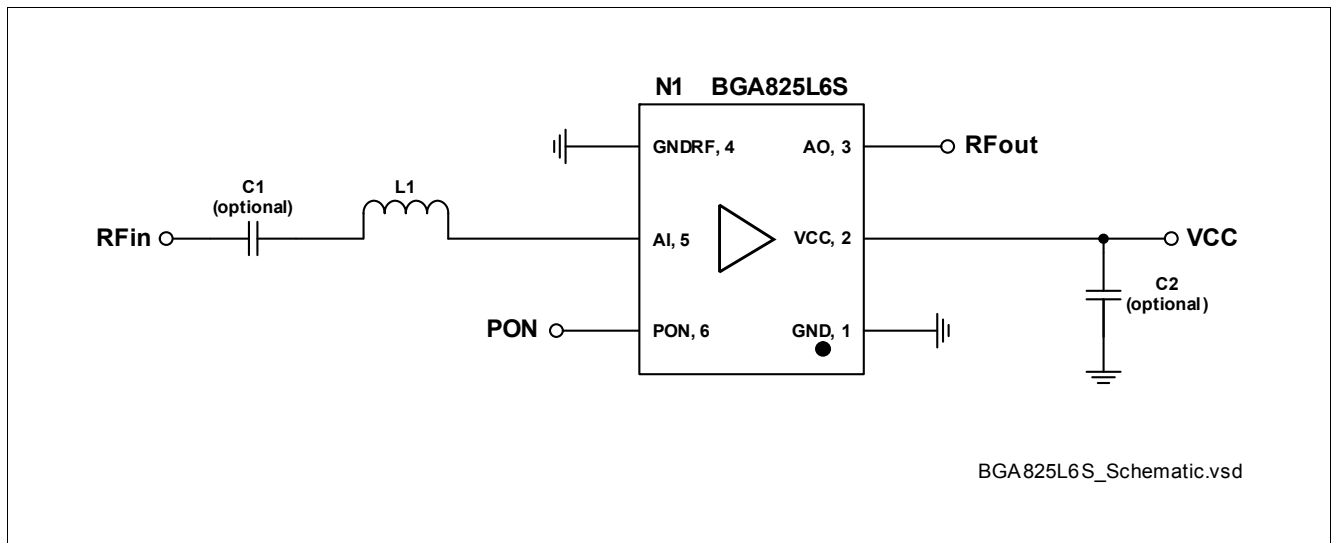 N1 BGA825L6S
GNDRF, 4
AO, 3
RFout
C1
(optional)
L1
RFin
AI, 5
VCC, 2
VCC
C2
(optional)
PON
PON, 6
GND, 1
BGA825L6S_Schematic.vsd